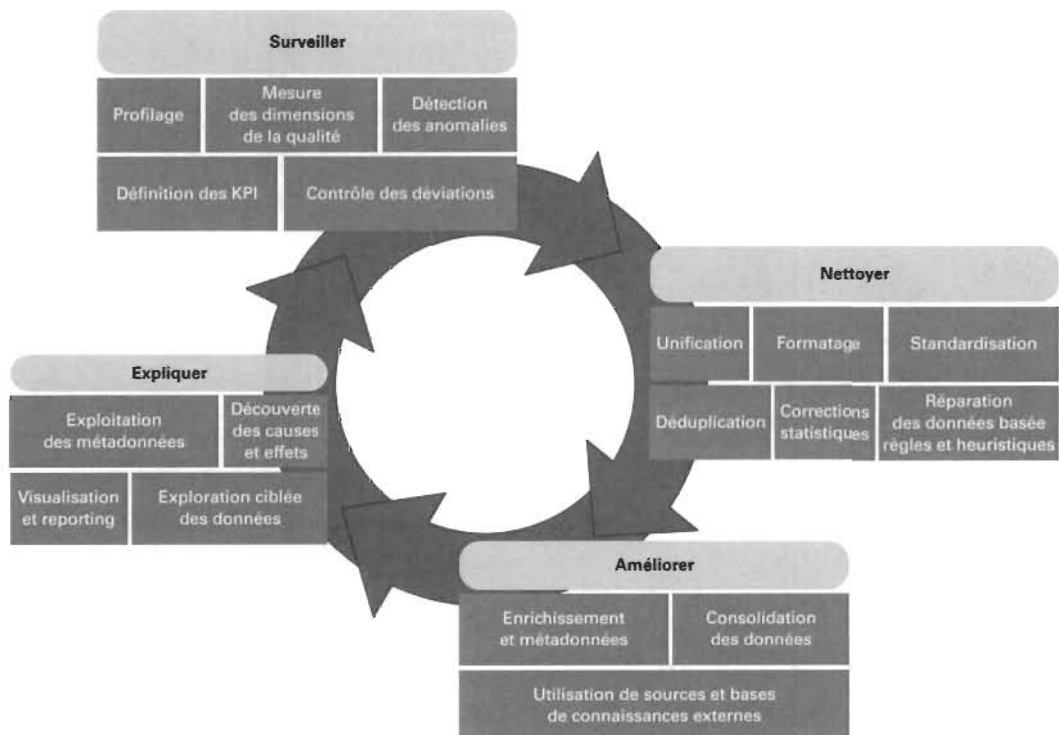 Surveiller
Profilage
Mesure
des dimensions
de la qualité
Détection
des anomalies
Définition des KPI
Contrôle des déviations
Nettoyer
Unification
Formatage
Standardisation
Déduplication
Corrections
statistiques
Réparation
des données basée
règles et heuristiques
Améliorer
Enrichissement
et métadonnées
Consolidation
des données
Utilisation de sources et bases
de connaissances externes
Expliquer
Exploitation
des métadonnées
Découverte
des causes
et effets
Visualisation
et reporting
Exploration ciblée
des données